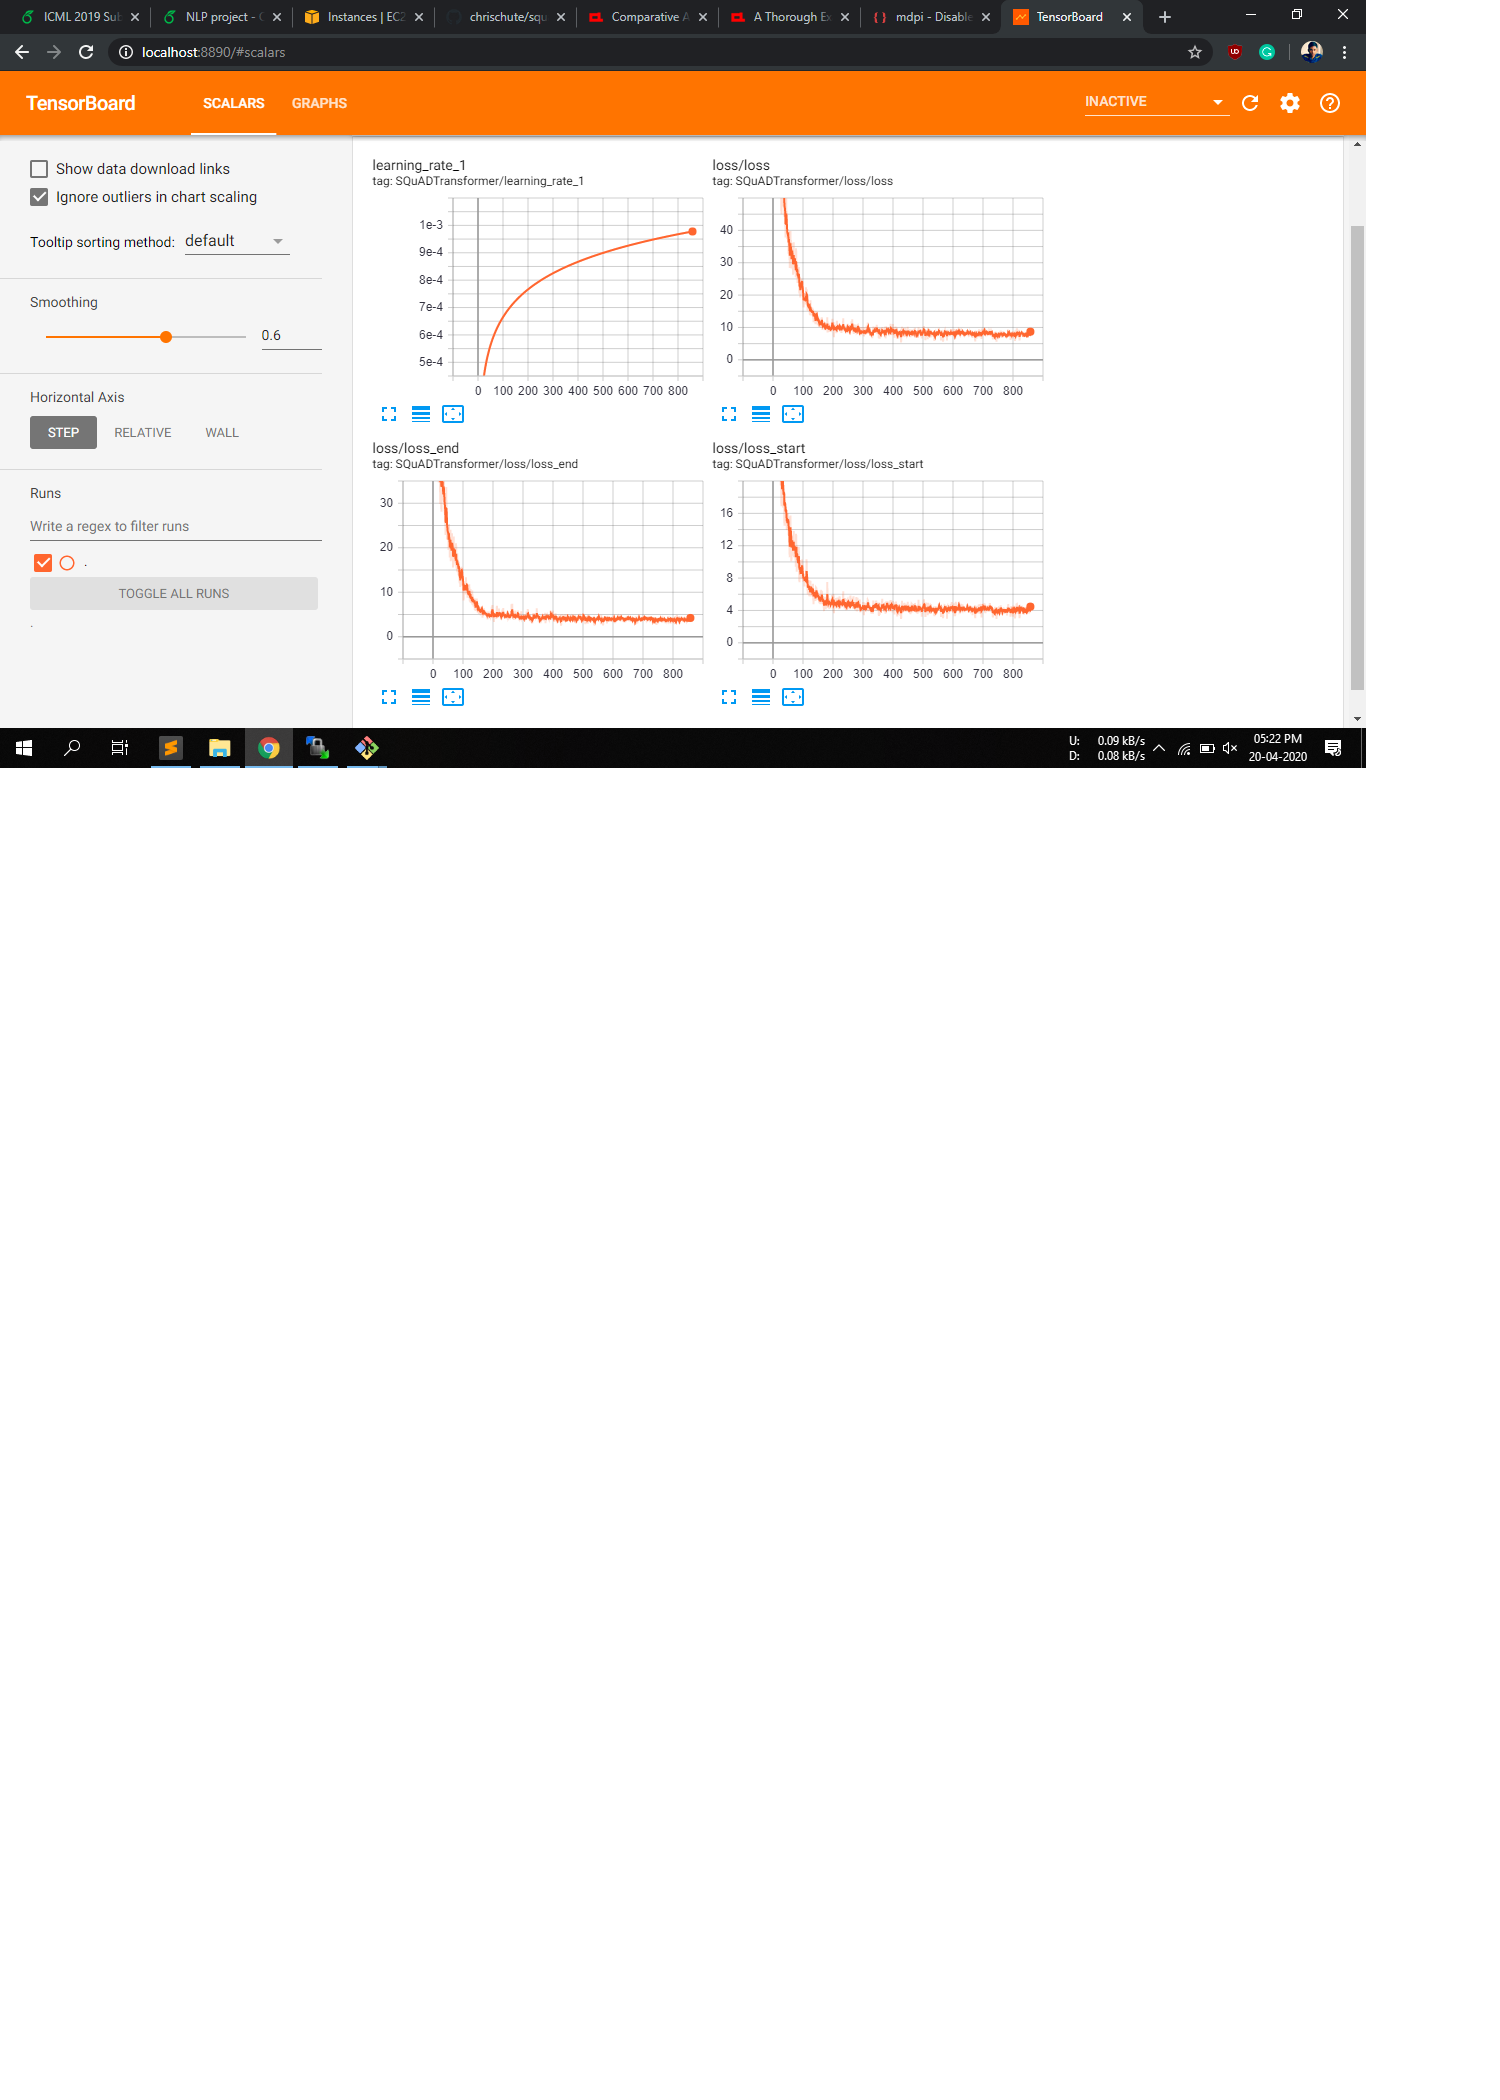 ICML 2019 Sub
NLP project - 
Instances | EC2
chrischute/squ
Comparative A
A Thorough Ex
mdpi - Disable
TensorBoard
localhost:8890/#scalars
TensorBoard
SCALARS
GRAPHS
INACTIVE
Show data download links
Ignore outliers in chart scaling
Tooltip sorting method: default
Smoothing
0.6
Horizontal Axis
STEP RELATIVE WALL
Runs
Write a regex to filter runs
.
TOGGLE ALL RUNS
.
learning_rate_1
tag: SQuADTransformer/learning_rate_1
1e-3
9e-4
8e-4
7e-4
6e-4
5e-4
0 100 200 300 400 500 600 700 800
loss/loss
tag: SQuADTransformer/loss/loss
40
30
20
10
0
0 100 200 300 400 500 600 700 800
loss/loss_end
tag: SQuADTransformer/loss/loss_end
30
20
10
0
0 100 200 300 400 500 600 700 800
loss/loss_start
tag: SQuADTransformer/loss/loss_start
16
12
8
4
0
0 100 200 300 400 500 600 700 800
U: 0.09 kB/s
D: 0.08 kB/s
05:22 PM
20-04-2020